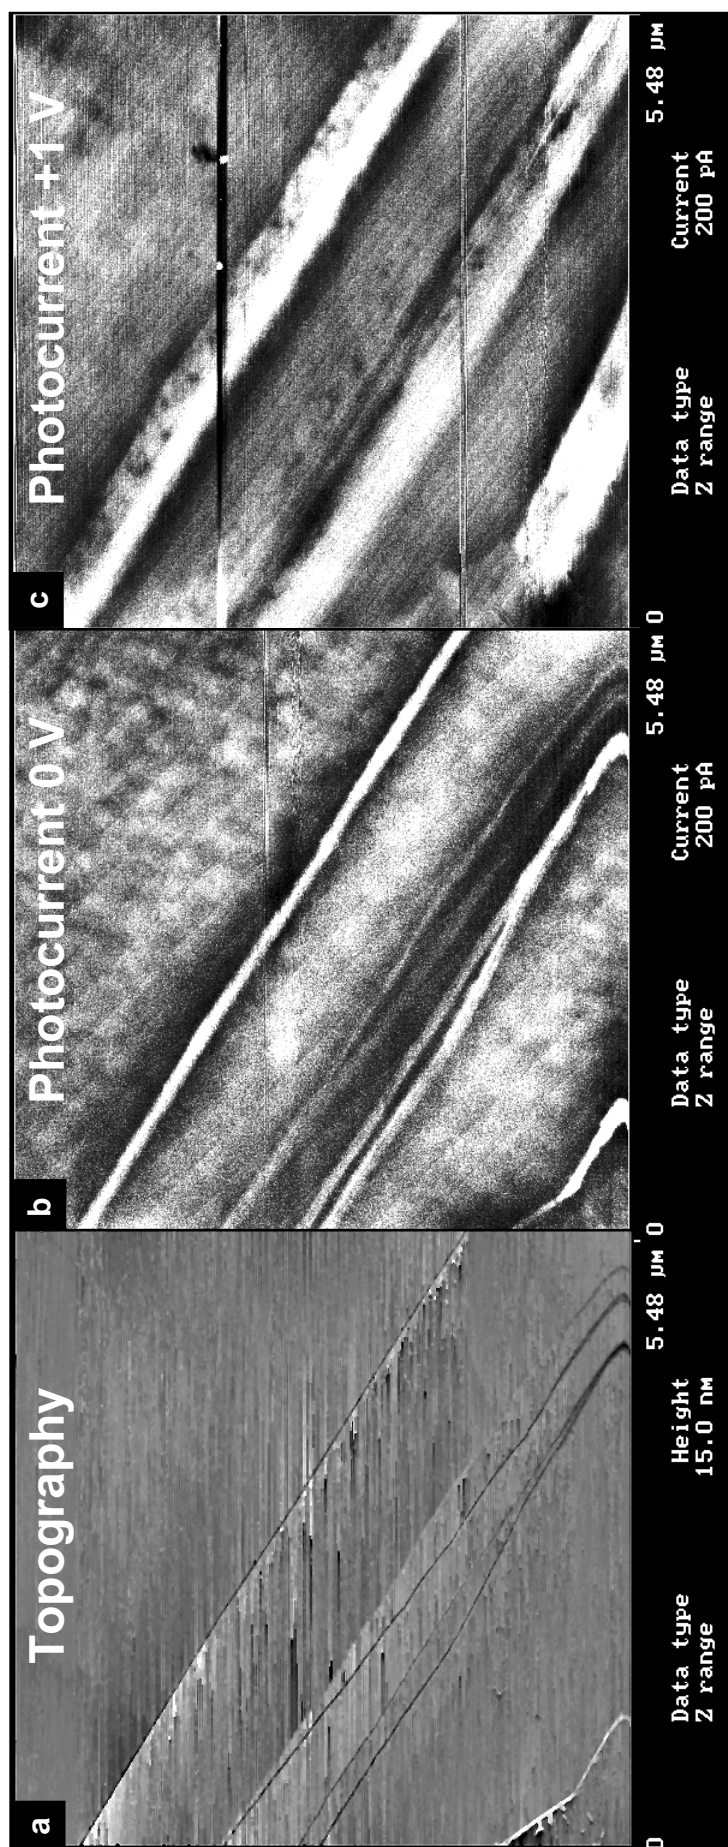 a
Topography
0
5.48 µm
Data type
Height
Z range
15.0 nm
b
Photocurrent 0 V
0
5.48 µm
Data type
Current
Z range
200 pA
c
Photocurrent +1 V
0
5.48 µm
Data type
Current
Z range
200 pA